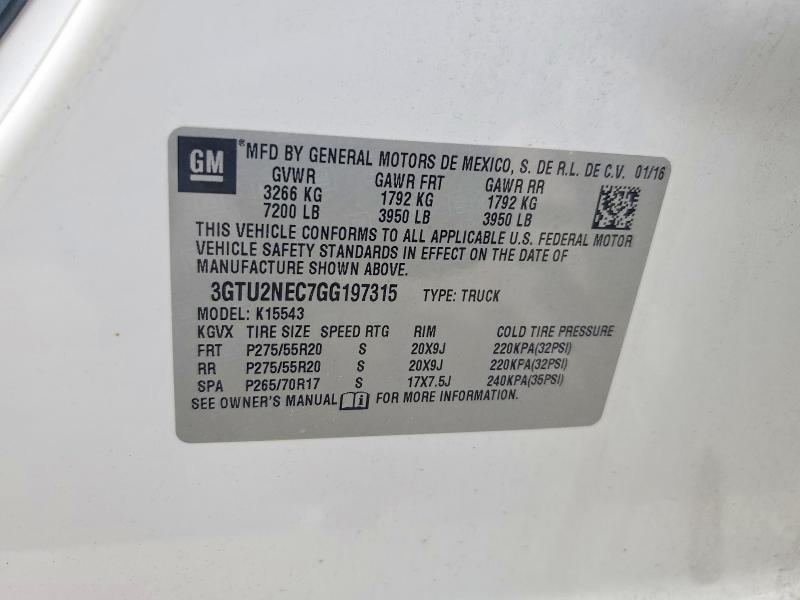 GM ® MFD BY GENERAL MOTORS DE MEXICO, S. DE R.L. DE C.V. 01/16
GVWR GAWR FRT GAWR RR
3266 KG 1792 KG 1792 KG
7200 LB 3950 LB 3950 LB
THIS VEHICLE CONFORMS TO ALL APPLICABLE U.S. FEDERAL MOTOR
VEHICLE SAFETY STANDARDS IN EFFECT ON THE DATE OF
MANUFACTURE SHOWN ABOVE.
3GTU2NEC7GG197315 TYPE: TRUCK
MODEL: K15543
KGVX TIRE SIZE SPEED RTG RIM COLD TIRE PRESSURE
FRT P275/55R20 S 20X9J 220KPA(32PSI)
RR P275/55R20 S 20X9J 220KPA(32PSI)
SPA P265/70R17 S 17X7.5J 240KPA(35PSI)
SEE OWNER'S MANUAL FOR MORE INFORMATION.